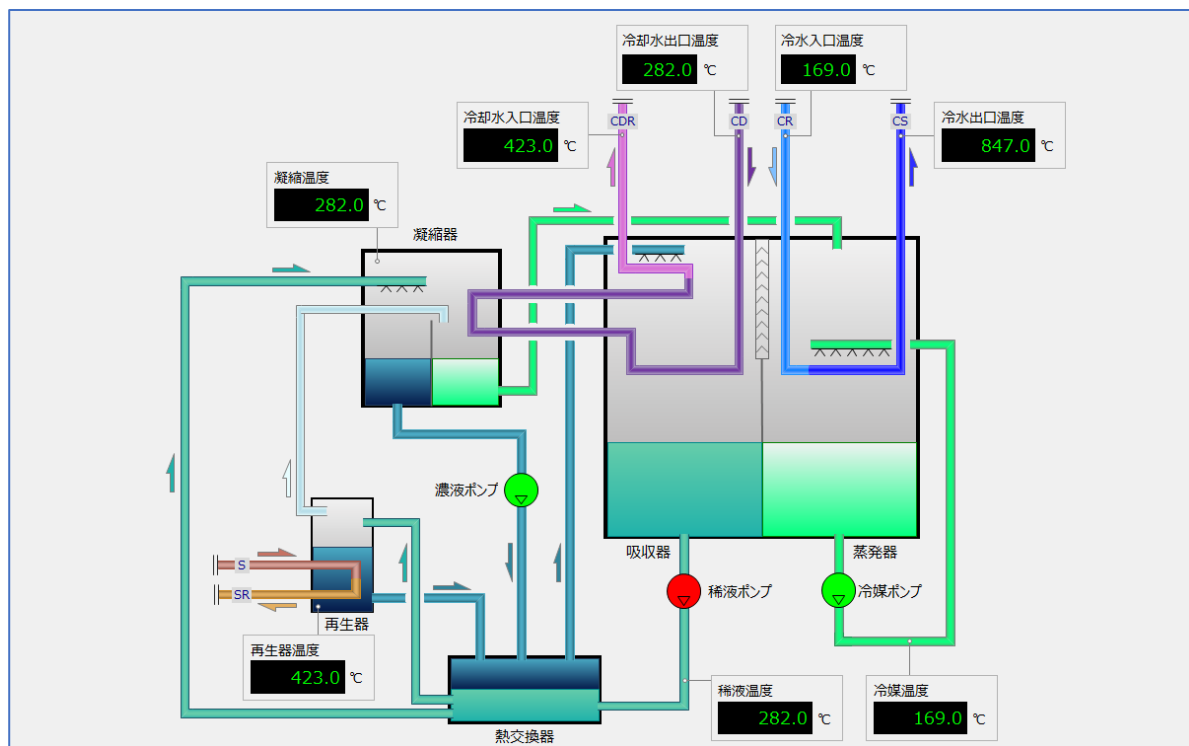 冷却水出口温度
282.0 ℃
冷水入口温度
169.0 ℃
冷却水入口温度
423.0 ℃
CDR
CD
CR
CS
冷水出口温度
847.0 ℃
凝縮温度
282.0 ℃
凝縮器
濃液ポンプ
吸収器
蒸発器
S
SR
稀液ポンプ
冷媒ポンプ
再生器
再生器温度
423.0 ℃
稀液温度
282.0 ℃
冷媒温度
169.0 ℃
熱交換器